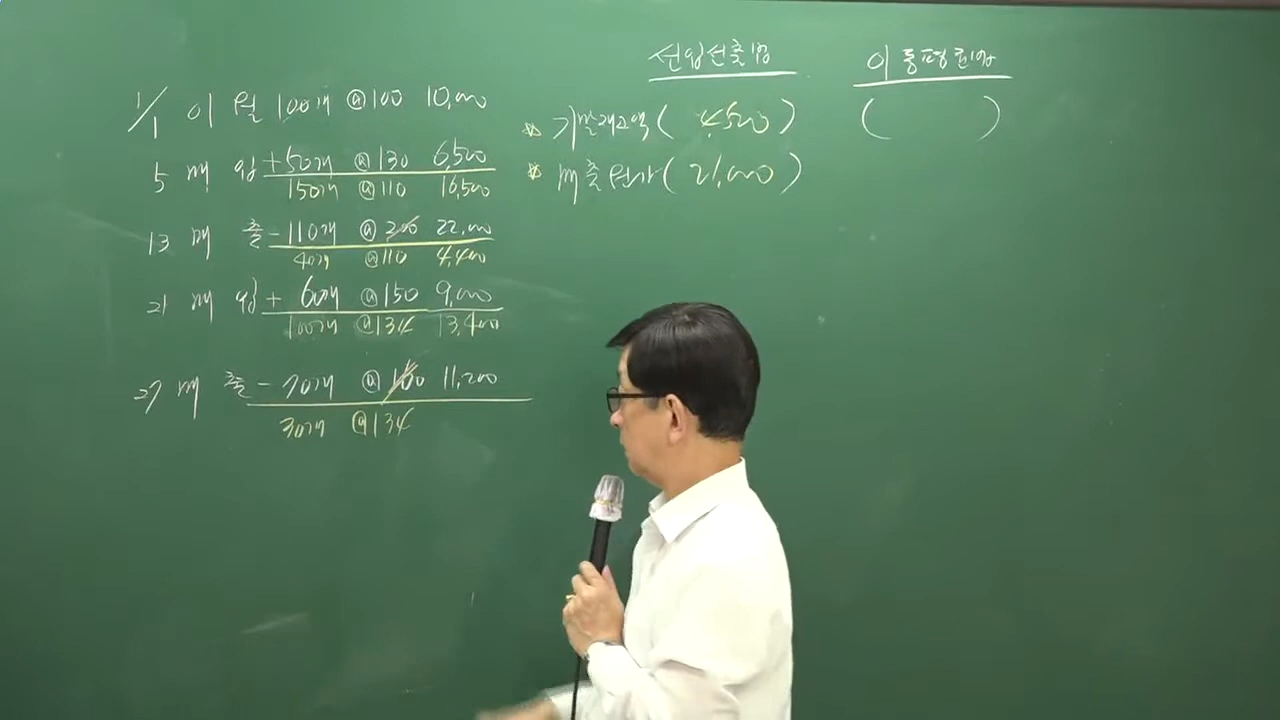 선입선출법 이동평균법
1/1 이월 100개 @100 10,000
☆ 기말재고액 ( 4,500 ) ( )
5 매입 +50개 @130 6,500
☆ 매출원가 ( 21,000 )
150개 @110 16,500
13 매출 -110개 @200 22,000
40개 @110 4,400
21 매입 + 60개 @150 9,000
100개 @134 13,400
27 매출 -70개 @160 11,200
30개 @134